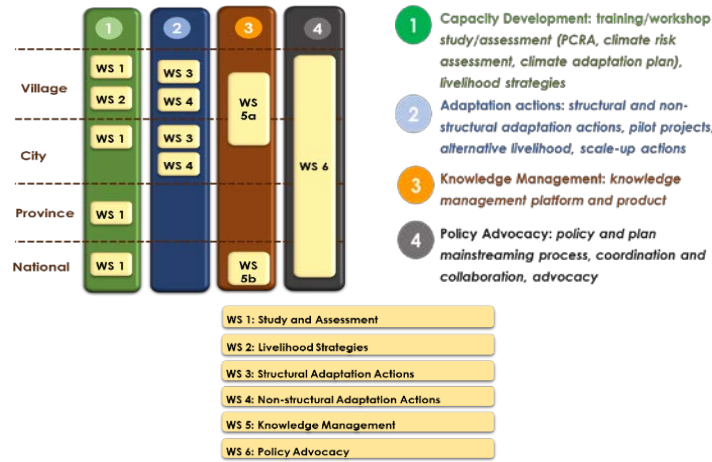 1
2
3
4
Village
City
Province
National
WS 1
WS 2
WS 1
WS 1
WS 1
WS 3
WS 4
WS 3
WS 4
WS
5a
WS
5b
WS 6
1
Capacity Development: training/workshop
study/assessment (PCRA, climate risk
assessment, climate adaptation plan),
livelihood strategies
2
Adaptation actions: structural and non-
structural adaptation actions, pilot projects,
alternative livelihood, scale-up actions
3
Knowledge Management: knowledge
management platform and product
4
Policy Advocacy: policy and plan
mainstreaming process, coordination and
collaboration, advocacy
WS 1: Study and Assessment
WS 2: Livelihood Strategies
WS 3: Structural Adaptation Actions
WS 4: Non-structural Adaptation Actions
WS 5: Knowledge Management
WS 6: Policy Advocacy